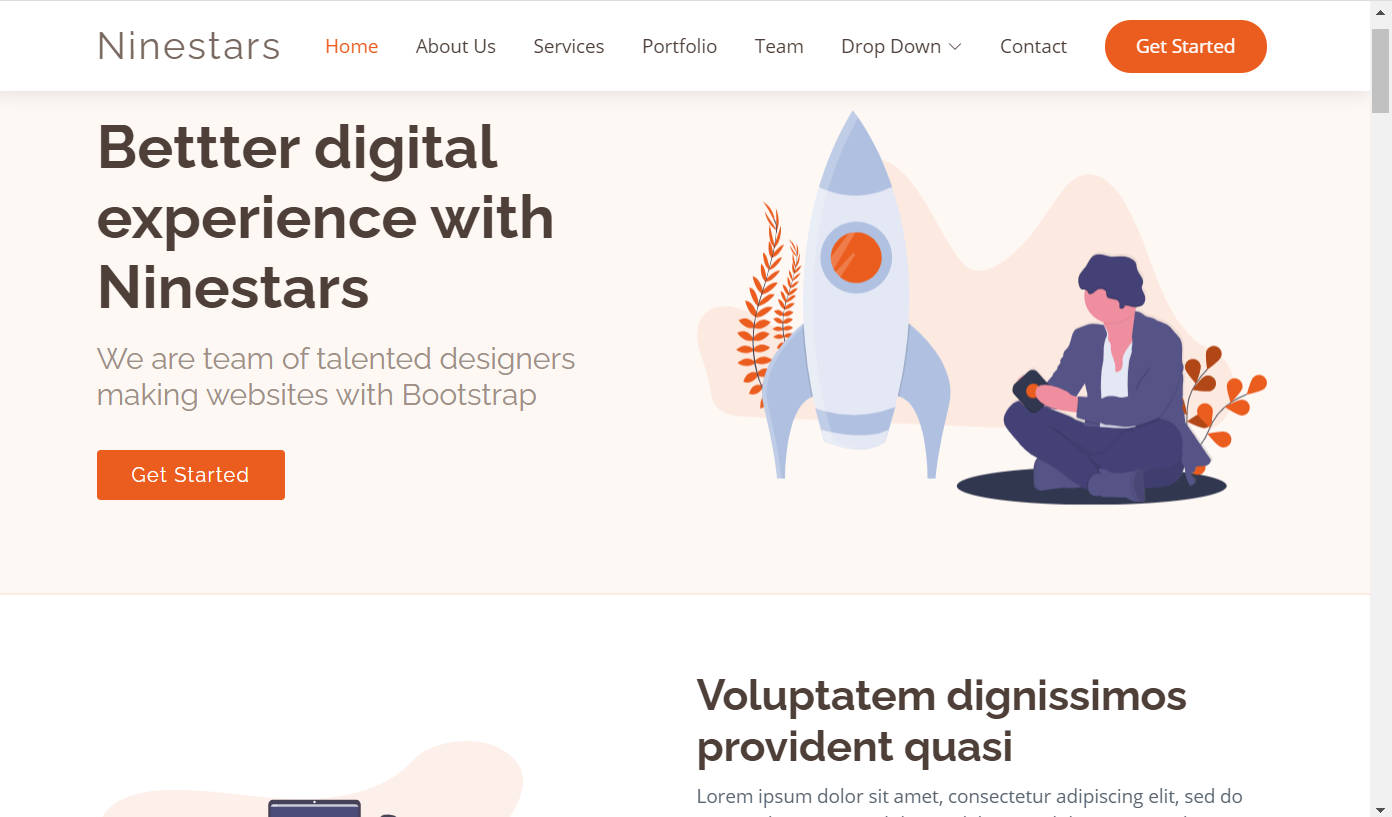 Ninestars
Home
About Us
Services
Portfolio
Team
Drop Down
Contact
Get Started
Bettter digital
experience with
Ninestars
We are team of talented designers
making websites with Bootstrap
Get Started
Voluptatem dignissimos
provident quasi
Lorem ipsum dolor sit amet, consectetur adipiscing elit, sed do